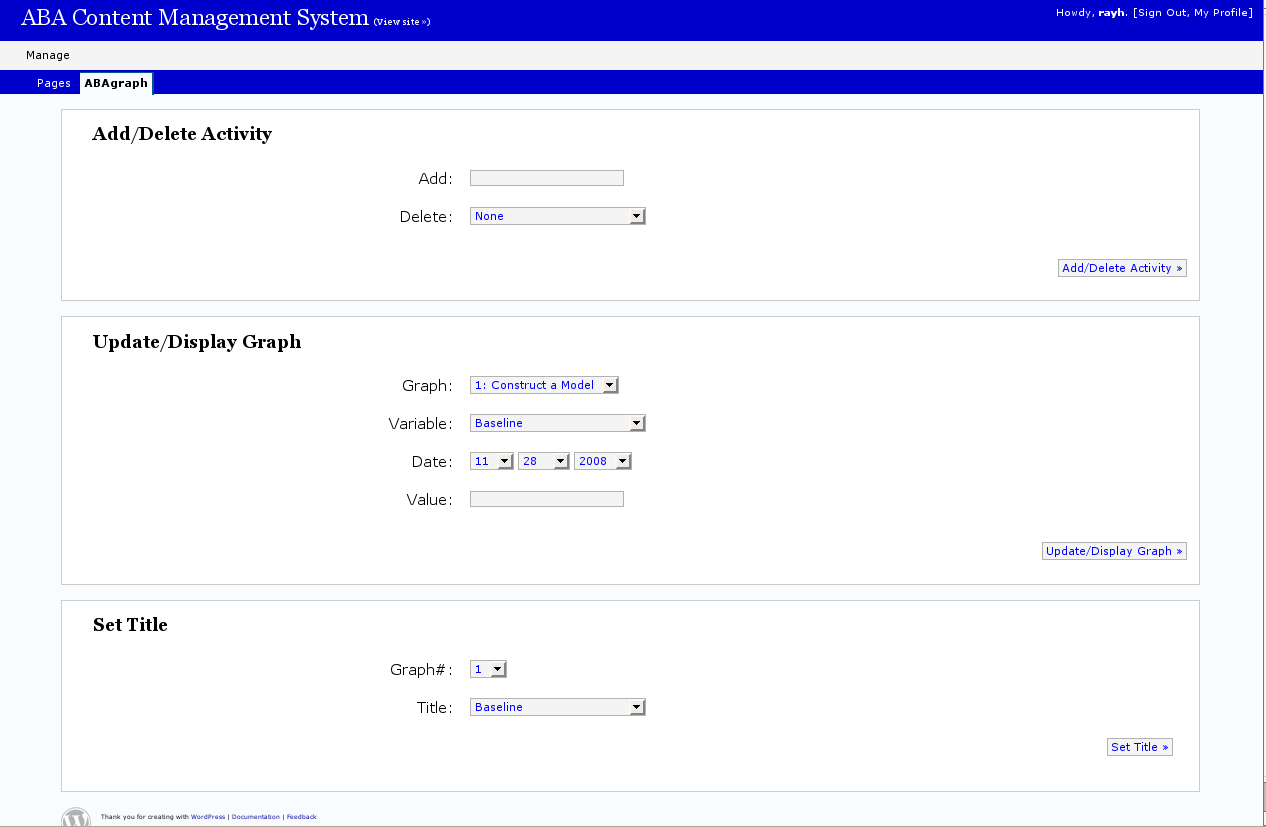 ABA Content Management System (View site »)
Howdy, rayh. [Sign Out, My Profile]
Manage
Pages ABAgraph
Add/Delete Activity
Add:
Delete: None
Add/Delete Activity »
Update/Display Graph
Graph: 1: Construct a Model
Variable: Baseline
Date: 11 28 2008
Value:
Update/Display Graph »
Set Title
Graph#: 1
Title: Baseline
Set Title »
Thank you for creating with WordPress | Documentation | Feedback